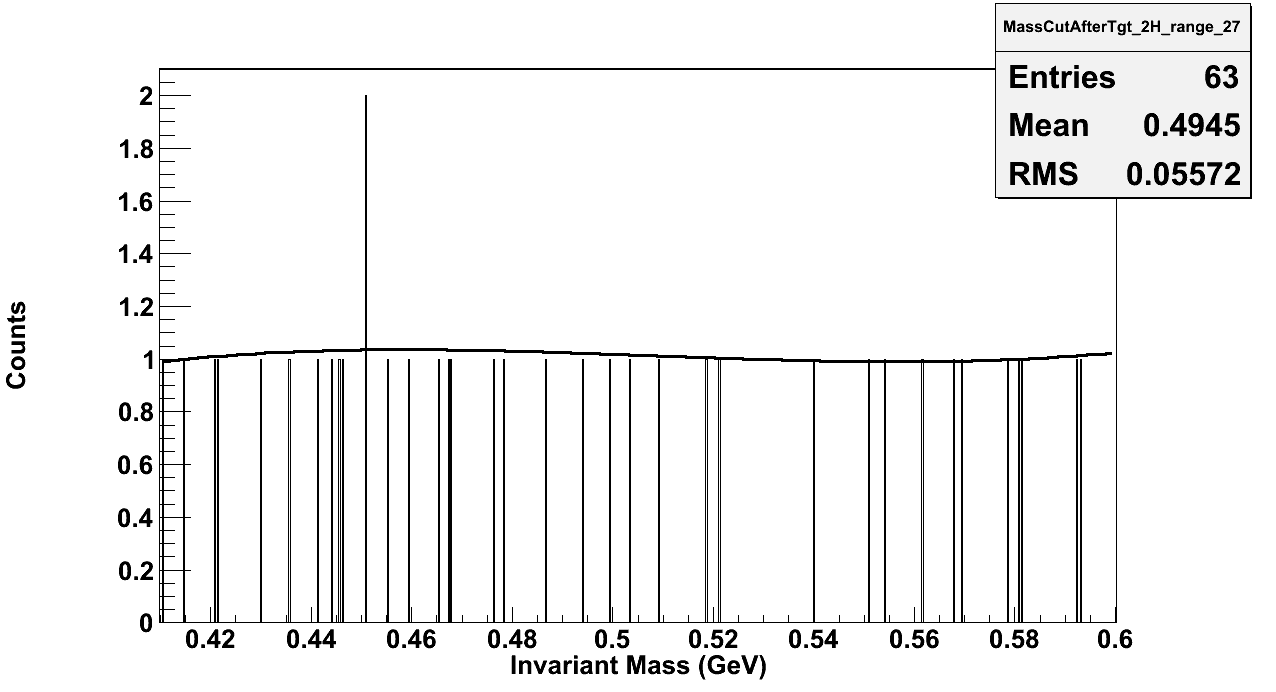 MassCutAfterTgt_2H_range_27
Entries 63
Mean 0.4945
RMS 0.05572
Counts
2
1.8
1.6
1.4
1.2
1
0.8
0.6
0.4
0.2
0
0.42 0.44 0.46 0.48 0.5 0.52 0.54 0.56 0.58 0.6
Invariant Mass (GeV)